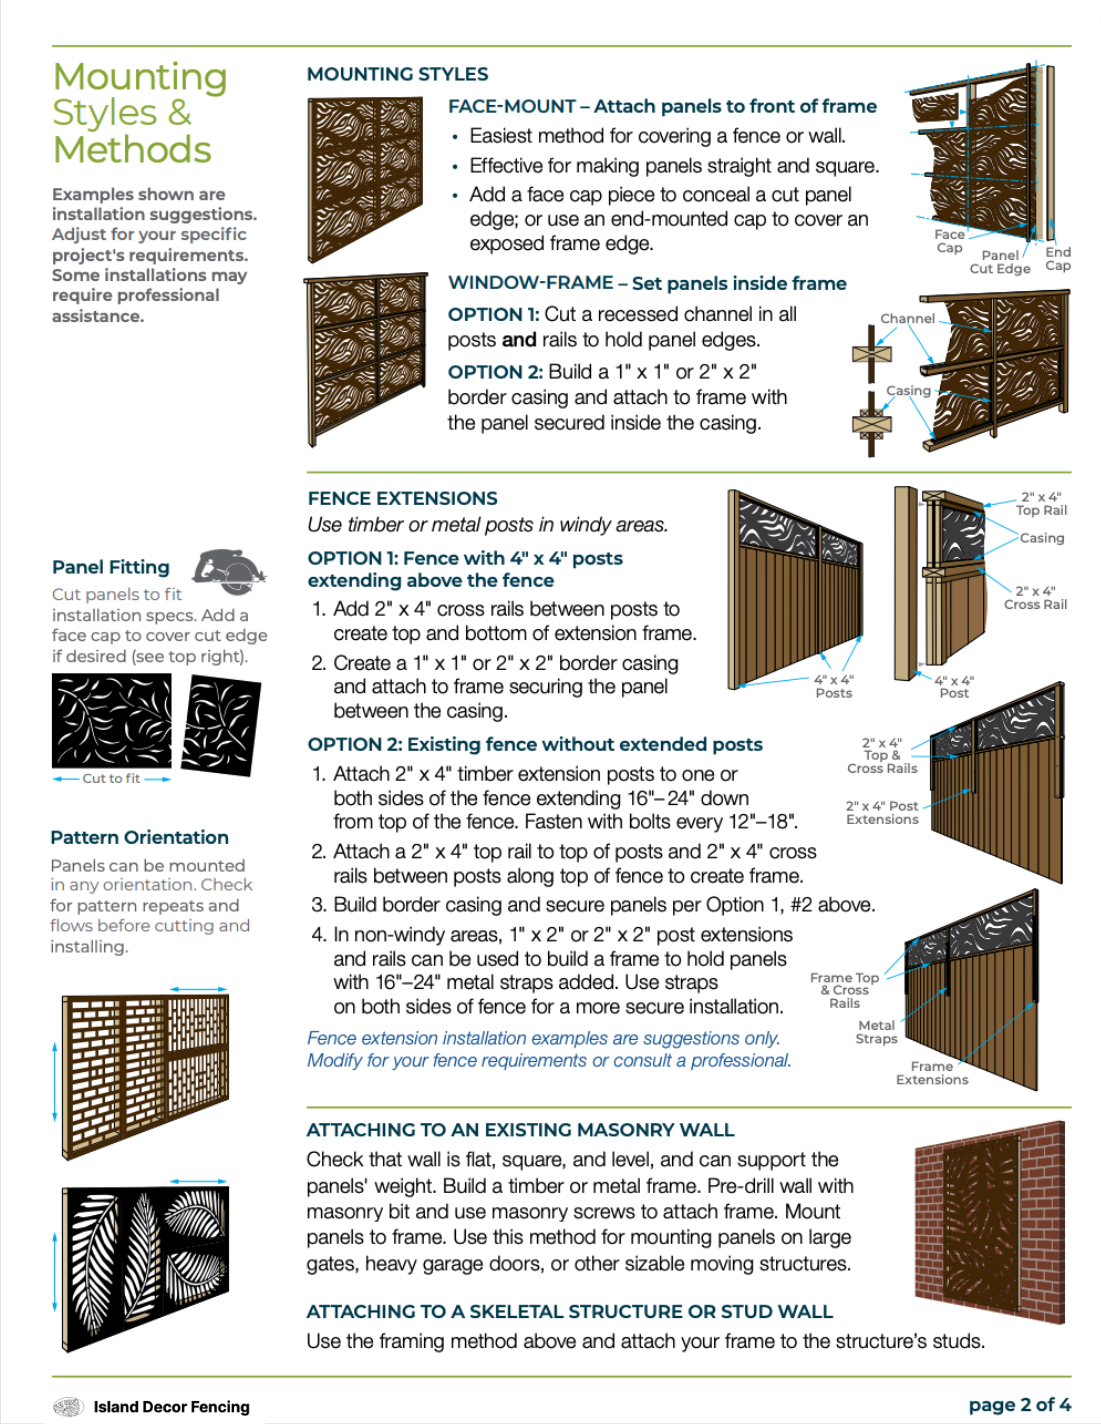 Mounting
Styles &
Methods
Examples shown are
installation suggestions.
Adjust for your specific
project's requirements.
Some installations may
require professional
assistance.
MOUNTING STYLES
FACE-MOUNT – Attach panels to front of frame
• Easiest method for covering a fence or wall.
• Effective for making panels straight and square.
• Add a face cap piece to conceal a cut panel
edge; or use an end-mounted cap to cover an
exposed frame edge.
Face
Cap
Panel
Cut Edge
End
Cap
WINDOW-FRAME – Set panels inside frame
OPTION 1: Cut a recessed channel in all
posts and rails to hold panel edges.
OPTION 2: Build a 1" x 1" or 2" x 2"
border casing and attach to frame with
the panel secured inside the casing.
Channel
Casing
FENCE EXTENSIONS
Use timber or metal posts in windy areas.
OPTION 1: Fence with 4" x 4" posts
extending above the fence
1. Add 2" x 4" cross rails between posts to
create top and bottom of extension frame.
2. Create a 1" x 1" or 2" x 2" border casing
and attach to frame securing the panel
between the casing.
4" x 4"
Posts
2" x 4"
Top Rail
Casing
2" x 4"
Cross Rail
4" x 4"
Post
Panel Fitting
Cut panels to fit
installation specs. Add a
face cap to cover cut edge
if desired (see top right).
Cut to fit
OPTION 2: Existing fence without extended posts
1. Attach 2" x 4" timber extension posts to one or
both sides of the fence extending 16"–24" down
from top of the fence. Fasten with bolts every 12"–18".
2. Attach a 2" x 4" top rail to top of posts and 2" x 4" cross
rails between posts along top of fence to create frame.
3. Build border casing and secure panels per Option 1, #2 above.
4. In non-windy areas, 1" x 2" or 2" x 2" post extensions
and rails can be used to build a frame to hold panels
with 16"–24" metal straps added. Use straps
on both sides of fence for a more secure installation.
Fence extension installation examples are suggestions only.
Modify for your fence requirements or consult a professional.
2" x 4"
Top &
Cross Rails
2" x 4" Post
Extensions
Frame Top
& Cross
Rails
Metal
Straps
Frame
Extensions
Pattern Orientation
Panels can be mounted
in any orientation. Check
for pattern repeats and
flows before cutting and
installing.
ATTACHING TO AN EXISTING MASONRY WALL
Check that wall is flat, square, and level, and can support the
panels' weight. Build a timber or metal frame. Pre-drill wall with
masonry bit and use masonry screws to attach frame. Mount
panels to frame. Use this method for mounting panels on large
gates, heavy garage doors, or other sizable moving structures.
ATTACHING TO A SKELETAL STRUCTURE OR STUD WALL
Use the framing method above and attach your frame to the structure's studs.
Island Decor Fencing
page 2 of 4